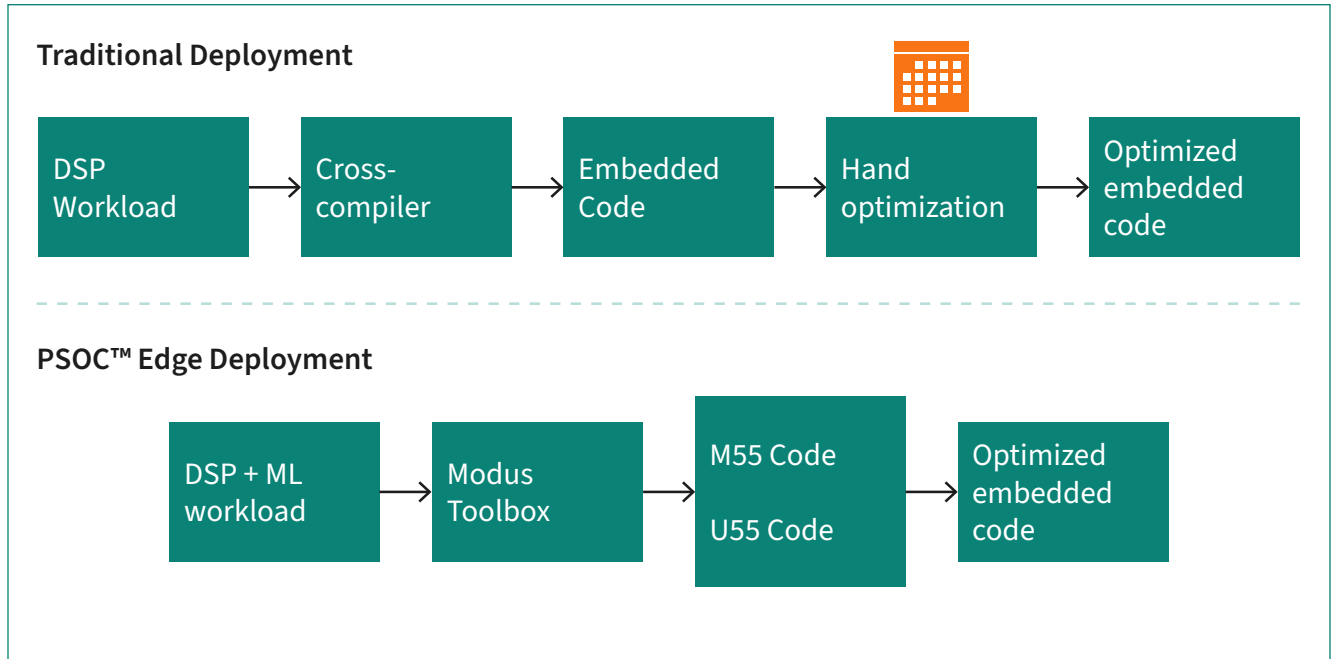 Traditional Deployment
DSP
Workload
Cross-
compiler
Embedded
Code
Hand
optimization
Optimized
embedded
code
PSOC™ Edge Deployment
DSP + ML
workload
Modus
Toolbox
M55 Code
U55 Code
Optimized
embedded
code